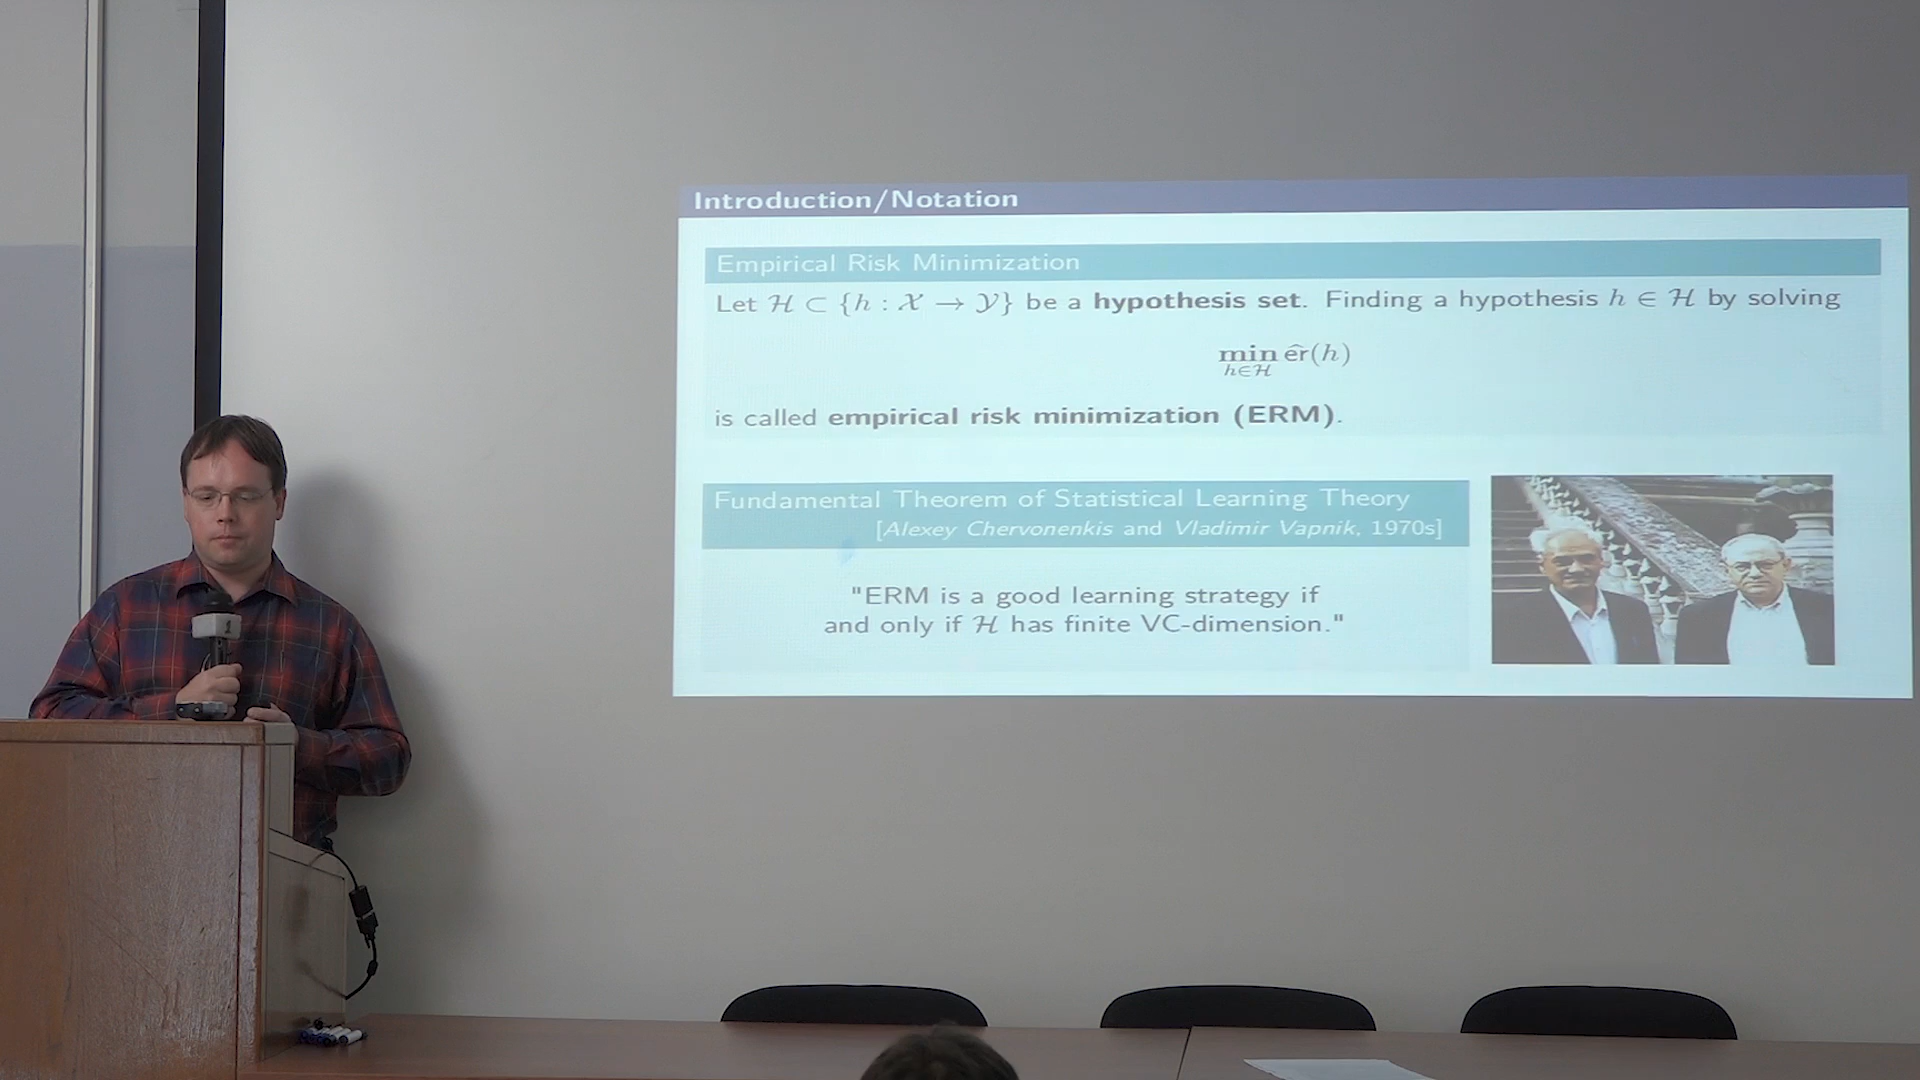 Introduction/Notation
Empirical Risk Minimization
Let ℋ ⊂ {h : 𝒳 → 𝒴} be a hypothesis set. Finding a hypothesis h ∈ ℋ by solving
min êr(h)
h∈ℋ
is called empirical risk minimization (ERM).
Fundamental Theorem of Statistical Learning Theory
[Alexey Chervonenkis and Vladimir Vapnik, 1970s]
"ERM is a good learning strategy if
and only if ℋ has finite VC-dimension."